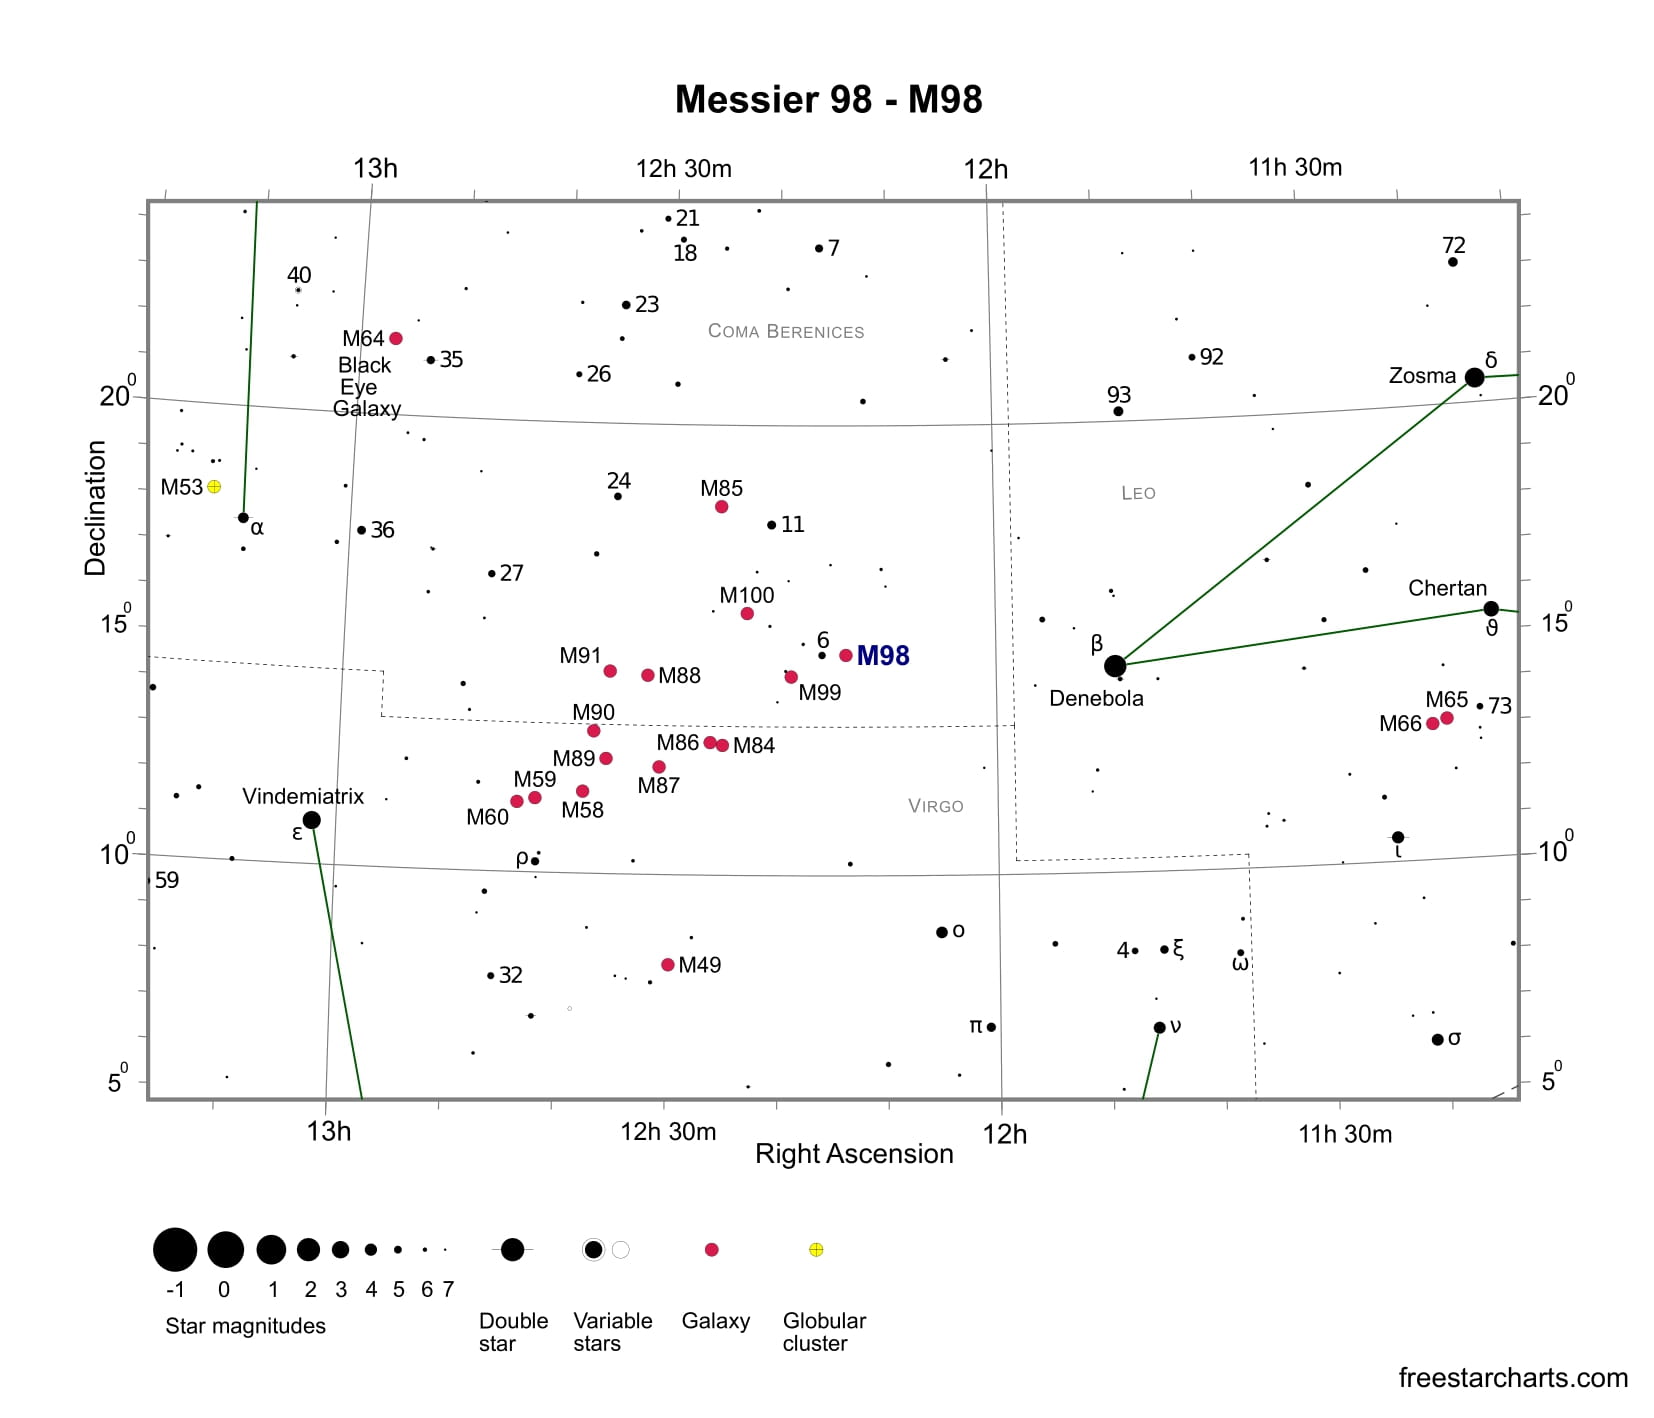 Messier 98 - M98
13h
12h 30m
12h
11h 30m
21
18
7
72
40
23
COMA BERENICES
M64
Black
Eye
Galaxy
35
26
92
93
Zosma
δ
20⁰
20⁰
Declination
M53
α
36
24
M85
11
LEO
27
M100
Chertan
ϑ
15⁰
15⁰
6
M98
M91
M88
M99
β
Denebola
M90
M86
M84
M65
M66
73
M89
M87
M59
M60
M58
Vindemiatrix
ε
VIRGO
ρ
ι
10⁰
10⁰
59
ο
4
ξ
ω
32
M49
π
ν
σ
5⁰
5⁰
13h
12h 30m
12h
11h 30m
Right Ascension
-1 0 1 2 3 4 5 6 7
Star magnitudes
Double
star
Variable
stars
Galaxy
Globular
cluster
freestarcharts.com